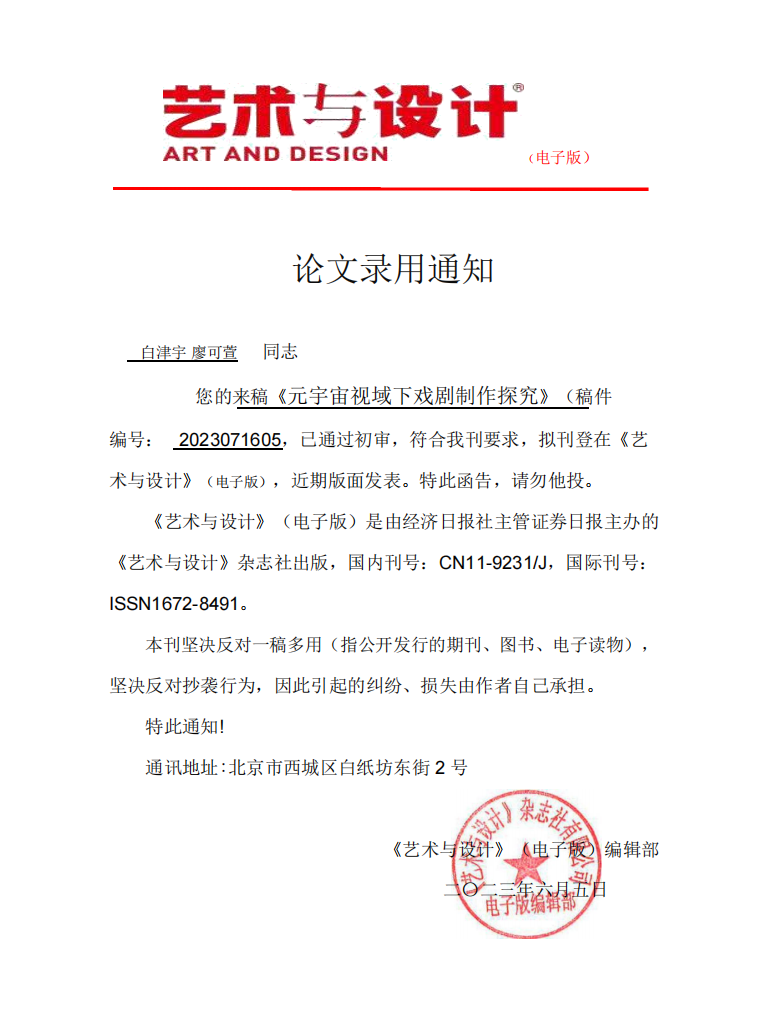 艺术与设计®
ART AND DESIGN
（电子版）
论文录用通知
白津宇 廖可萱 同志
您的来稿《元宇宙视域下戏剧制作探究》（稿件
编号： 2023071605，已通过初审，符合我刊要求，拟刊登在《艺
术与设计》（电子版），近期版面发表。特此函告，请勿他投。
《艺术与设计》（电子版）是由经济日报社主管证券日报主办的
《艺术与设计》杂志社出版，国内刊号：CN11-9231/J，国际刊号：
ISSN1672-8491。
本刊坚决反对一稿多用（指公开发行的期刊、图书、电子读物），
坚决反对抄袭行为，因此引起的纠纷、损失由作者自己承担。
特此通知!
通讯地址:北京市西城区白纸坊东街 2 号
《艺术与设计》（电子版）编辑部
二〇二三年六月五日
《艺术与设计》杂志社有限公司
电子版编辑部